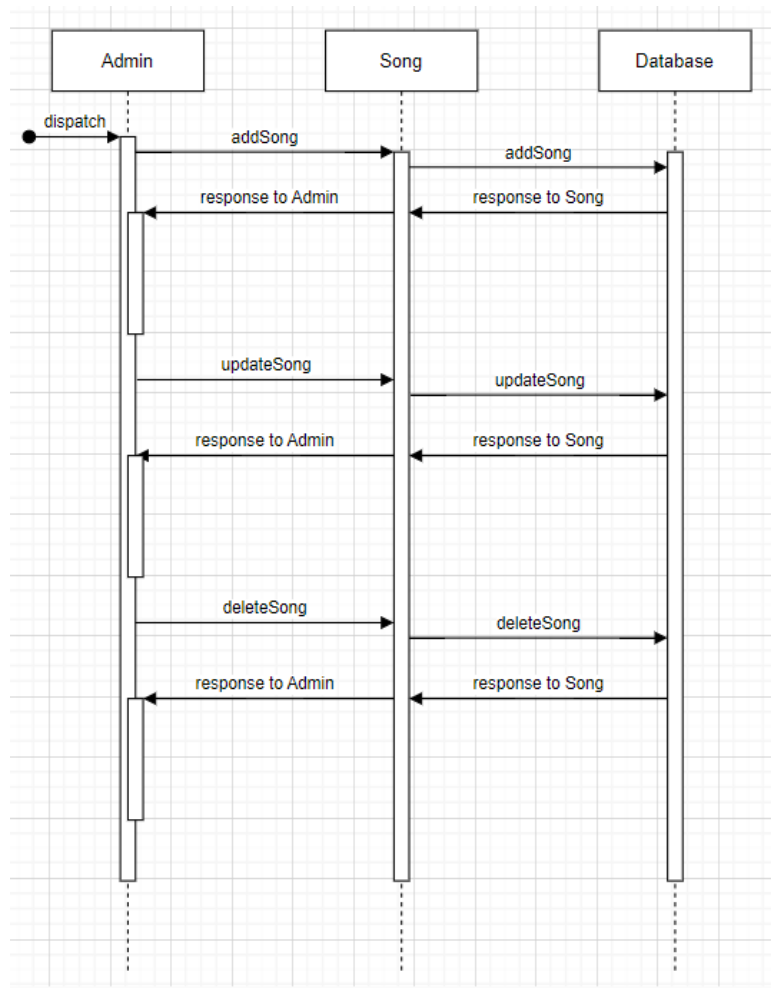 Admin
Song
Database
dispatch
addSong
addSong
response to Admin
response to Song
updateSong
updateSong
response to Admin
response to Song
deleteSong
deleteSong
response to Admin
response to Song